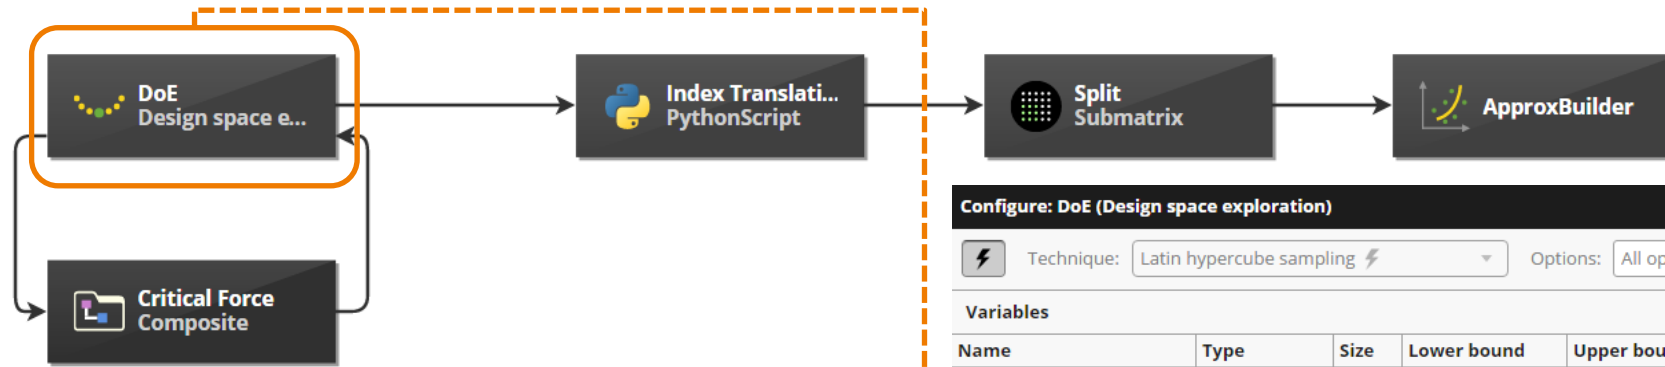 DoE
Design space e...
Index Translati...
PythonScript
Split
Submatrix
ApproxBuilder
Critical Force
Composite
Configure: DoE (Design space exploration)
Technique: Latin hypercube sampling Options: All op
Variables
Name Type Size Lower bound Upper bou